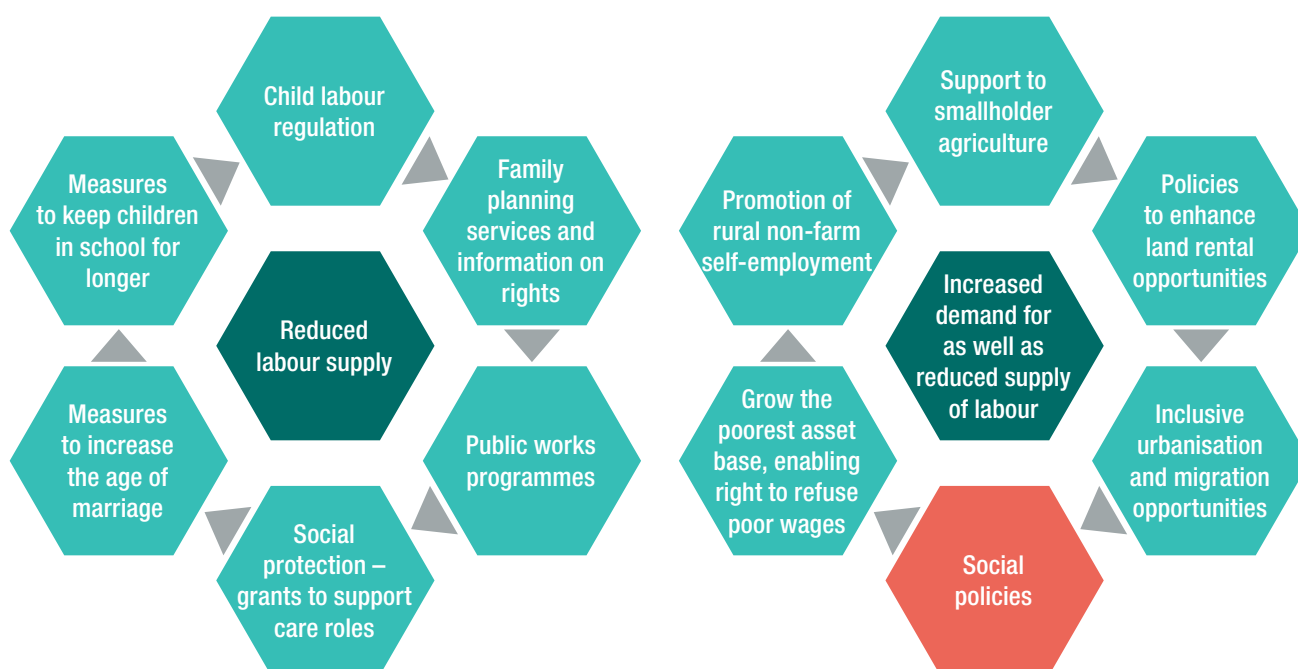 Child labour
regulation
Family
planning
services and
information on
rights
Public works
programmes
Social
protection –
grants to support
care roles
Measures
to increase
the age of
marriage
Measures
to keep children
in school for
longer
Reduced
labour supply
Support to
smallholder
agriculture
Policies
to enhance
land rental
opportunities
Inclusive
urbanisation
and migration
opportunities
Social
policies
Grow the
poorest asset
base, enabling
right to refuse
poor wages
Promotion of
rural non-farm
self-employment
Increased
demand for
as well as
reduced supply
of labour